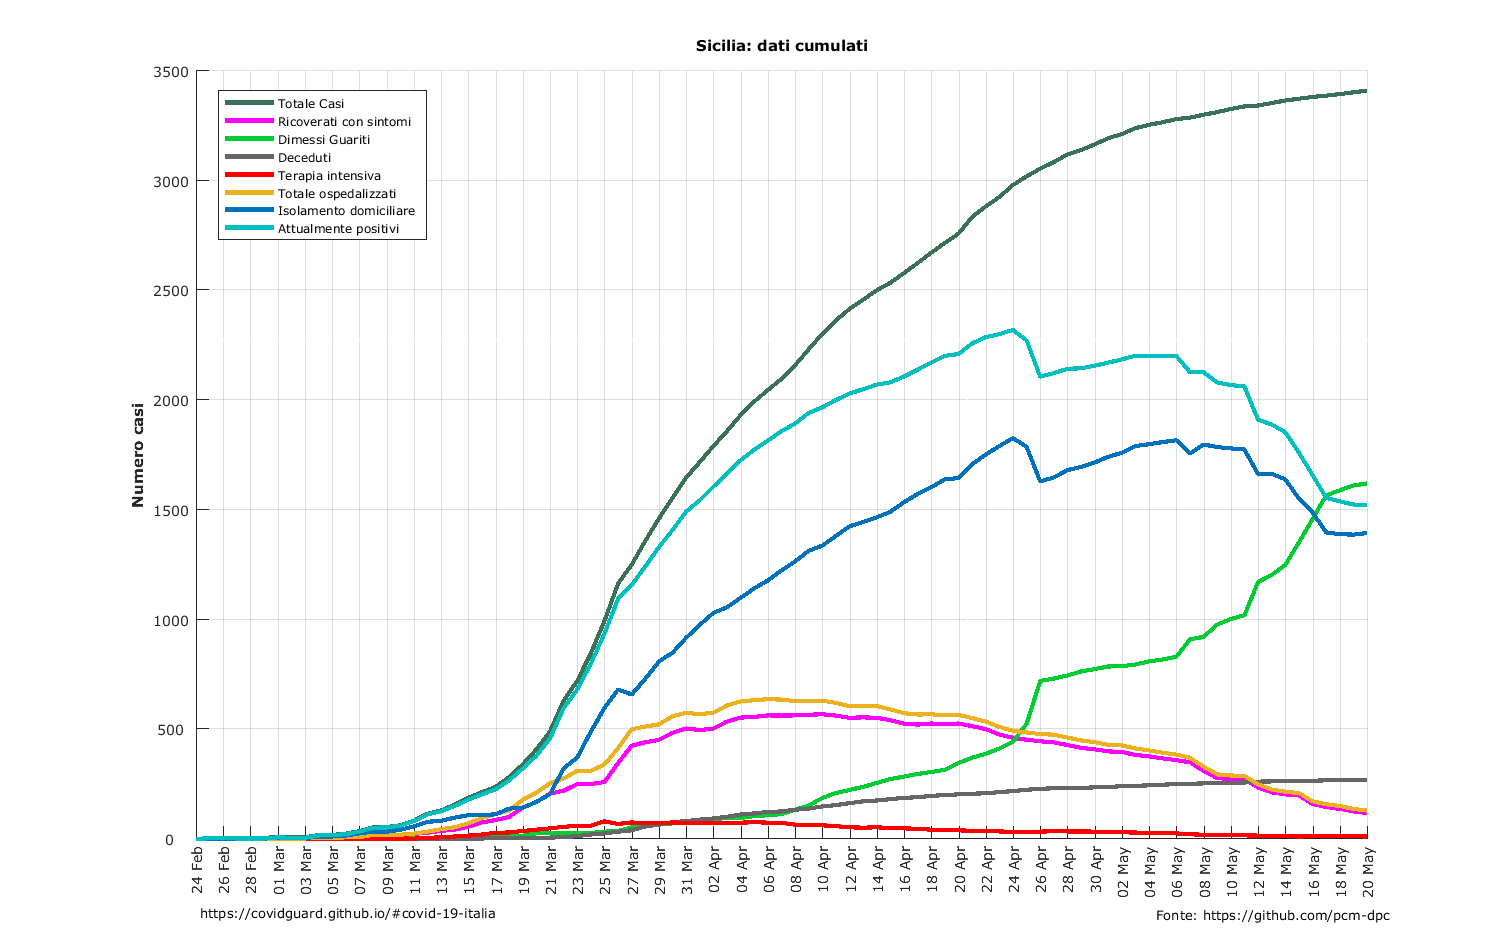 Sicilia: dati cumulati
Numero casi
3500
3000
2500
2000
1500
1000
500
0
Totale Casi
Ricoverati con sintomi
Dimessi Guariti
Deceduti
Terapia intensiva
Totale ospedalizzati
Isolamento domiciliare
Attualmente positivi
24 Feb
26 Feb
28 Feb
01 Mar
03 Mar
05 Mar
07 Mar
09 Mar
11 Mar
13 Mar
15 Mar
17 Mar
19 Mar
21 Mar
23 Mar
25 Mar
27 Mar
29 Mar
31 Mar
02 Apr
04 Apr
06 Apr
08 Apr
10 Apr
12 Apr
14 Apr
16 Apr
18 Apr
20 Apr
22 Apr
24 Apr
26 Apr
28 Apr
30 Apr
02 May
04 May
06 May
08 May
10 May
12 May
14 May
16 May
18 May
20 May
https://covidguard.github.io/#covid-19-italia
Fonte: https://github.com/pcm-dpc